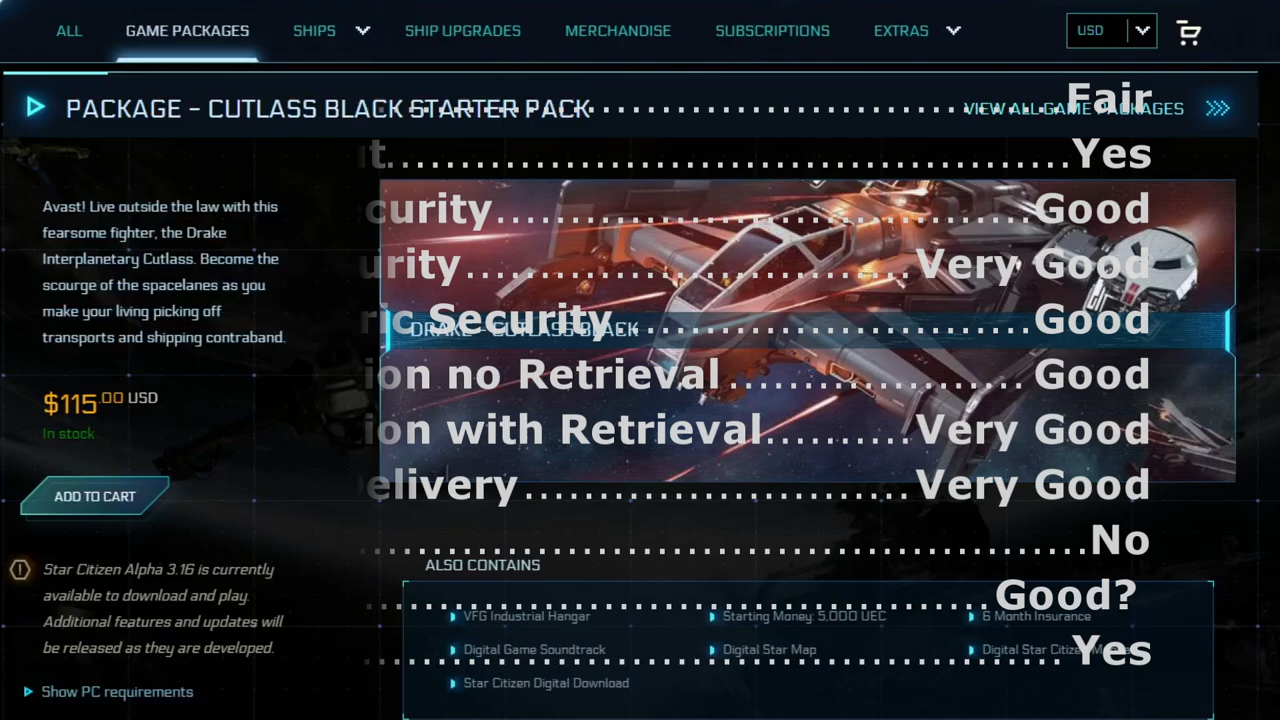 ALL GAME PACKAGES SHIPS SHIP UPGRADES MERCHANDISE SUBSCRIPTIONS EXTRAS USD
PACKAGE - CUTLASS BLACK STARTER PACK
VIEW ALL GAME PACKAGES
Avast! Live outside the law with this
fearsome fighter, the Drake
Interplanetary Cutlass. Become the
scourge of the spacelanes as you
make your living picking off
transports and shipping contraband.
$115.00 USD
In stock
ADD TO CART
Star Citizen Alpha 3.16 is currently
available to download and play.
Additional features and updates will
be released as they are developed.
Show PC requirements
DRAKE - CUTLASS BLACK
ALSO CONTAINS
VFG Industrial Hangar Starting Money: 5,000 UEC 6 Month Insurance
Digital Game Soundtrack Digital Star Map Digital Star Citizen
Star Citizen Digital Download
Fair
t Yes
curity Good
urity Very Good
ric Security Good
ion no Retrieval Good
ion with Retrieval Very Good
elivery Very Good
No
Good?
Yes